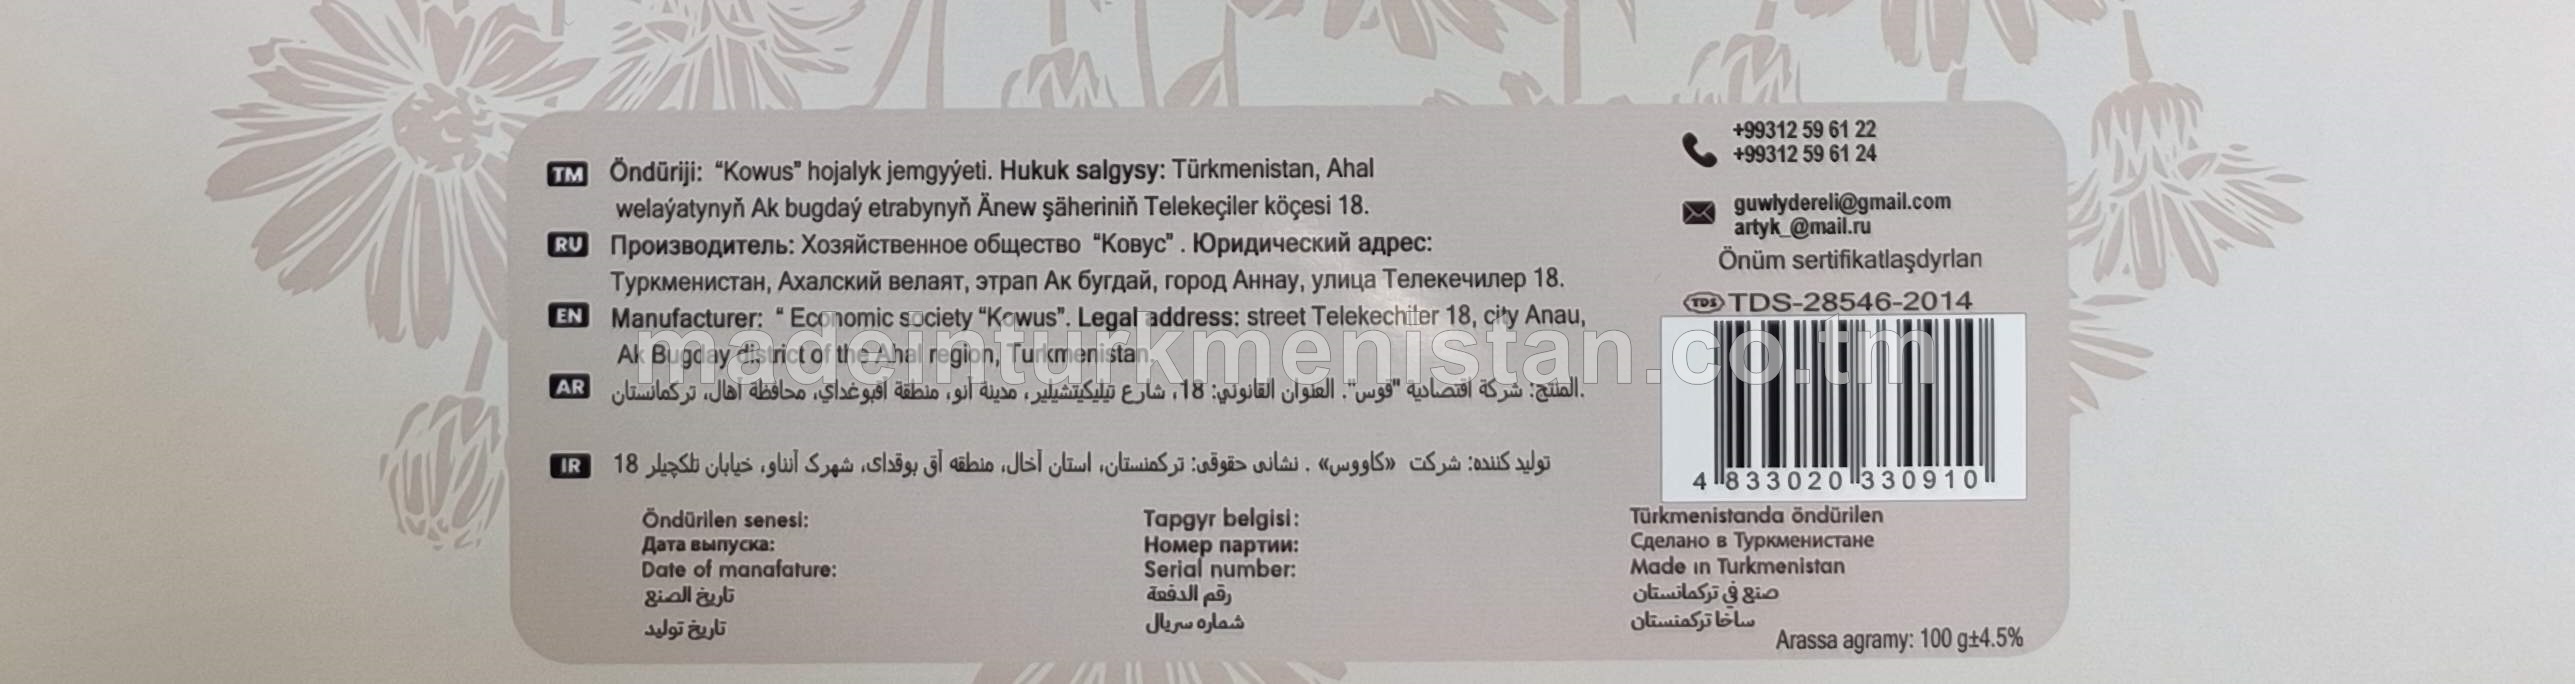 TM Öndüriji: “Kowus” hojalyk jemgyýeti. Hukuk salgysy: Türkmenistan, Ahal
welaýatynyň Ak bugdaý etrabynyň Änew şäheriniň Telekeçiler köçesi 18.
RU Производитель: Хозяйственное общество “Ковус” . Юридический адрес:
Туркменистан, Ахалский велаят, этрап Ак бугдай, город Аннау, улица Телекечилер 18.
EN Manufacturer: “ Economic society “Kowus”. Legal address: street Telekechiler 18, city Anau,
Ak Bugday district of the Ahal region, Turkmenistan.
AR المنتج: شركة اقتصادية "قوس". العنوان القانوني: 18، شارع تيليكيتشيلير، مدينة آنو، منطقة اقبوغداي، محافظة آهال، تركمانستان.
IR تولید کننده: شرکت «کاووس» . نشانی حقوقی: ترکمنستان، استان آخال، منطقه آق بوقدای، شهرک آنناو، خیابان تلکچیلر 18
+99312 59 61 22
+99312 59 61 24
guwlydereli@gmail.com
artyk_@mail.ru
Önüm sertifikatlaşdyrlan
TDS TDS-28546-2014
4 833020 330910
Öndürilen senesi:
Дата выпуска:
Date of manafature:
تاريخ الصنع
تاریخ تولید
Tapgyr belgisi:
Номер партии:
Serial number:
رقم الدفعة
شماره سریال
Türkmenistanda öndürilen
Сделано в Туркменистане
Made in Turkmenistan
صنع في تركمانستان
ساخا ترکمنستان
Arassa agramy: 100 g±4.5%
madeinturkmenistan.co.tm